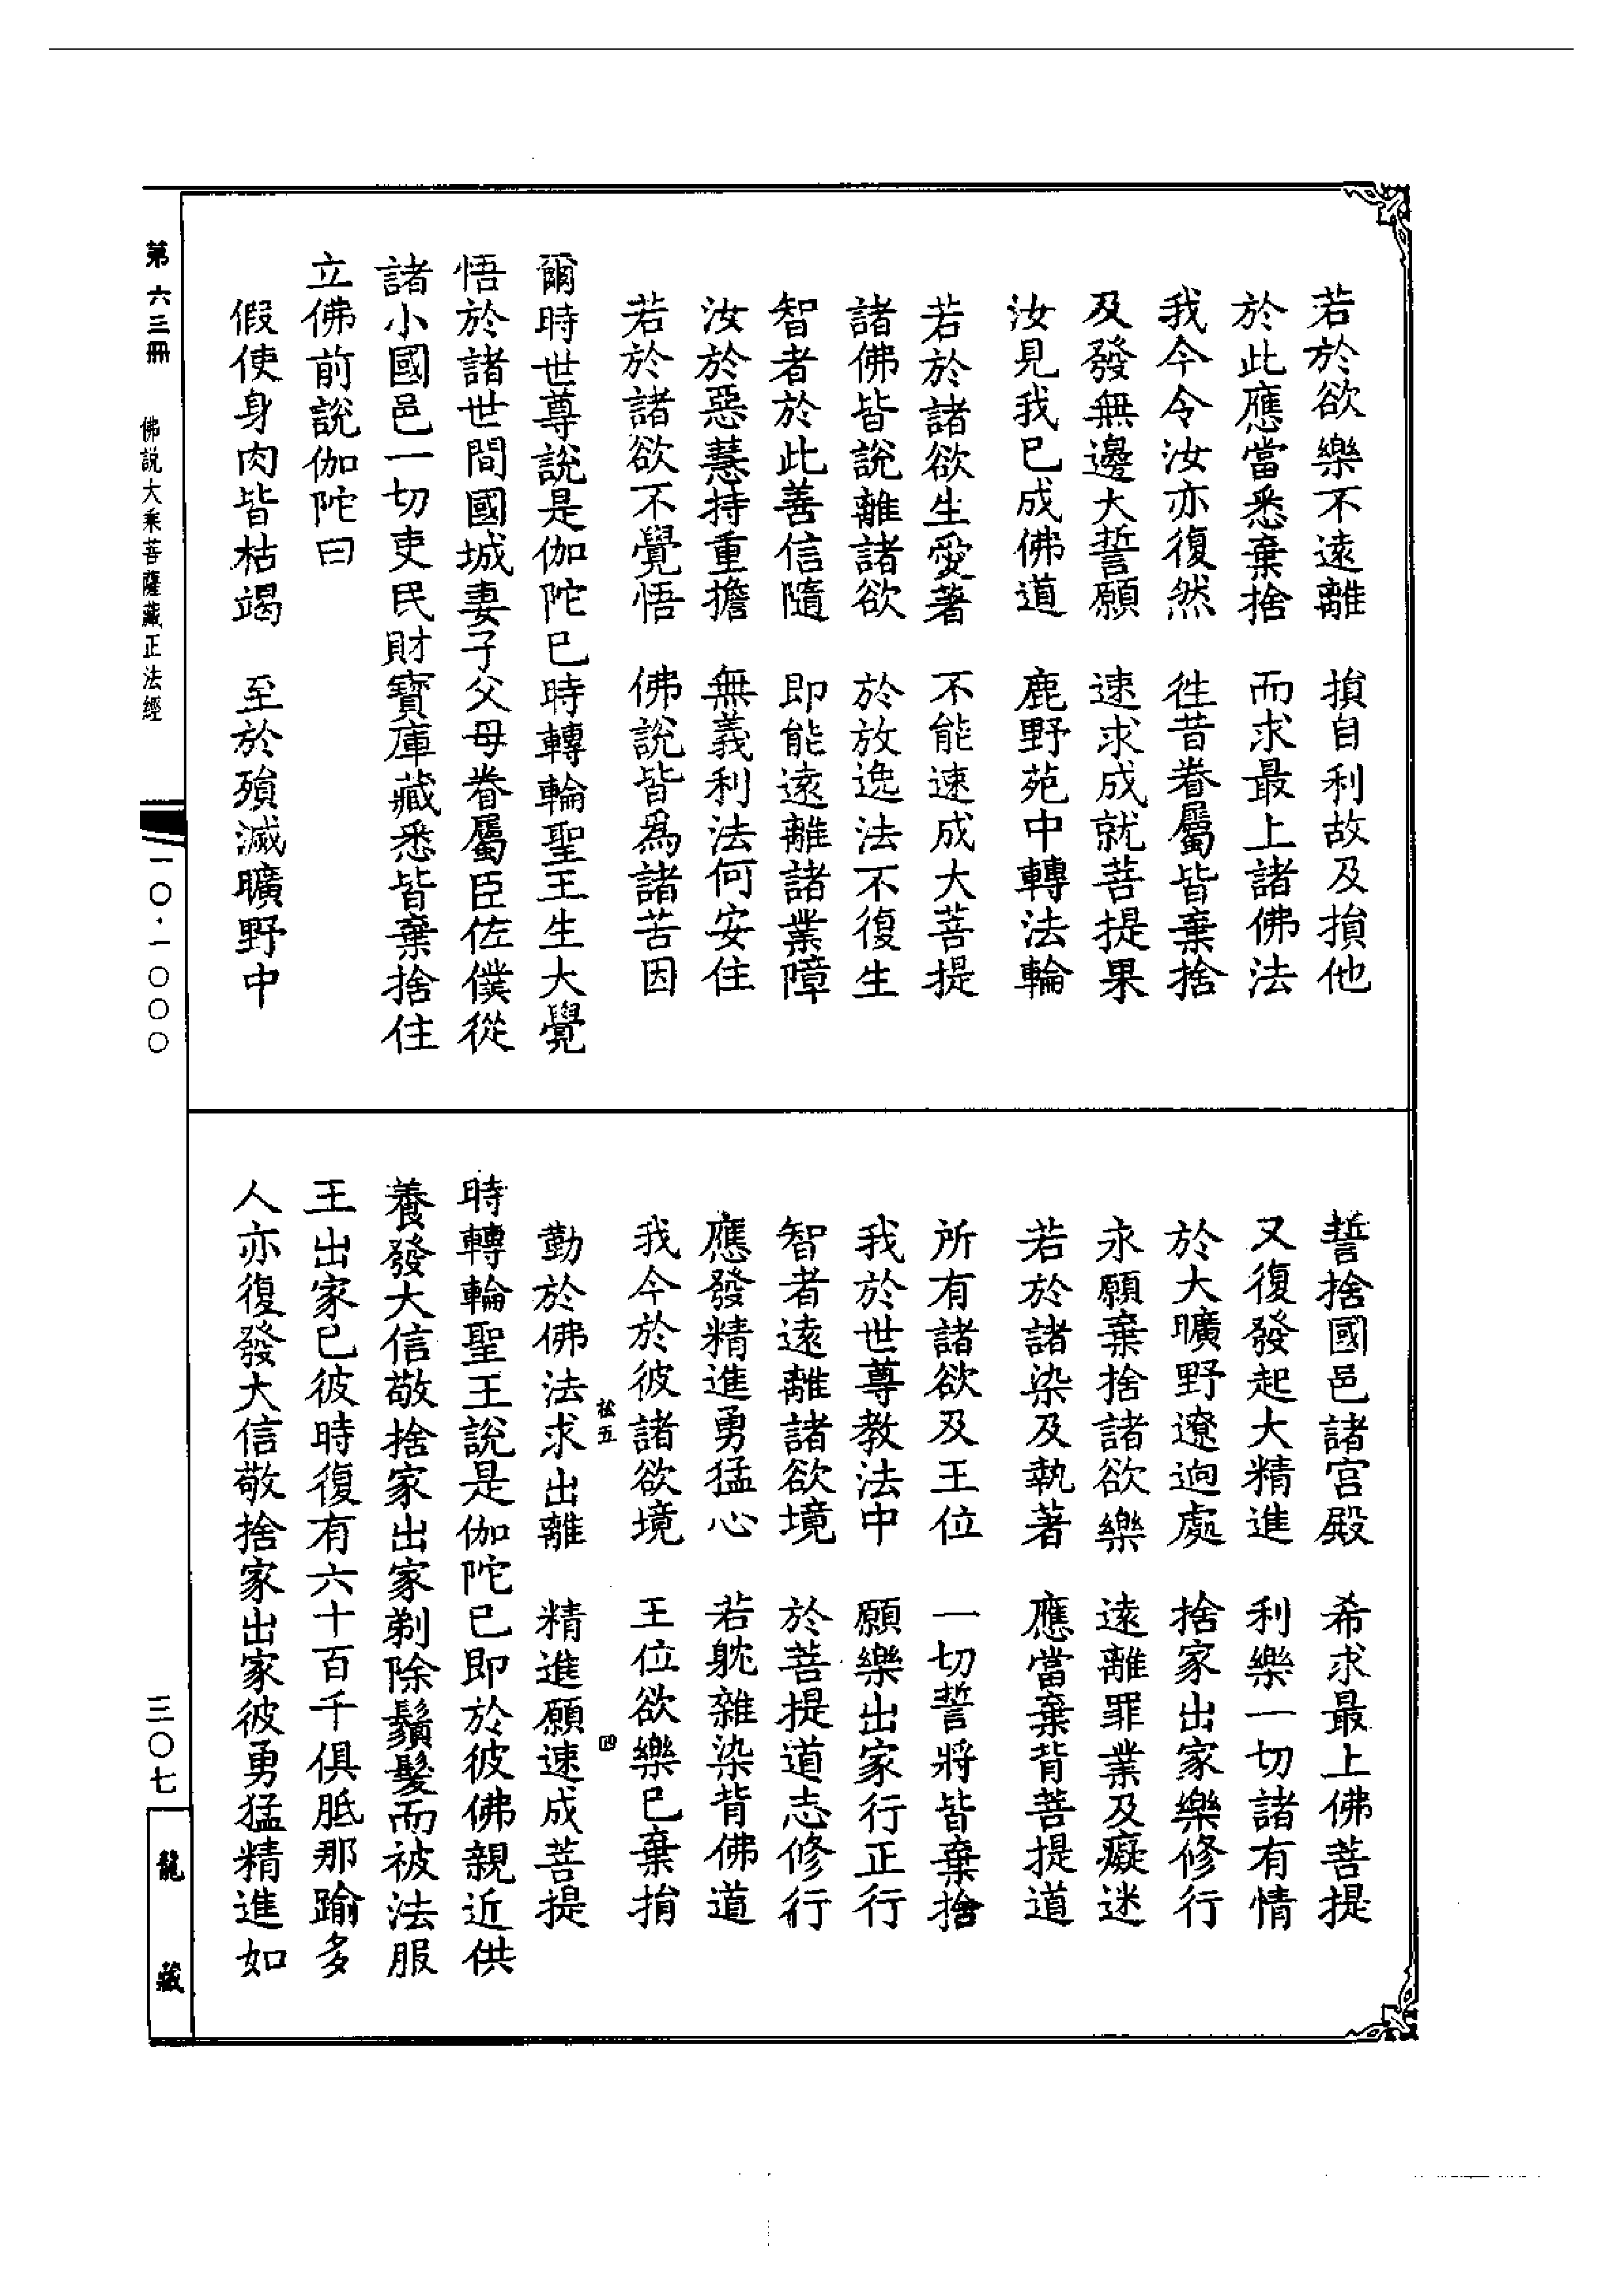 若於欲樂不遠離　損自利故及損他
於此應當悉棄捨　而求最上諸佛法
我今令汝亦復然　徃昔眷屬皆棄捨
及發無邊大誓願　速求成就菩提果
汝見我已成佛道　鹿野苑中轉法輪
若於諸欲生愛著　不能速成大菩提
諸佛皆說離諸欲　於放逸法不復生
智者於此善信隨　即能遠離諸業障
汝於惡慧持重擔　無義利法何安住
若於諸欲不覺悟　佛說皆爲諸苦因
爾時世尊說是伽陀已時轉輪聖王生大覺
悟於諸世間國城妻子父母眷屬臣佐僕從
諸小國邑一切吏民財寶庫藏悉皆棄捨住
立佛前說伽陀曰
假使身肉皆枯竭　至於殞滅曠野中
誓捨國邑諸宮殿　希求最上佛菩提
又復發起大精進　利樂一切諸有情
於大曠野遼逈處　捨家出家樂修行
永願棄捨諸欲樂　遠離罪業及癡迷
若於諸染及執著　應當棄背菩提道
所有諸欲及王位　一切誓將皆棄捨
我於世尊教法中　願樂出家行正行
智者遠離諸欲境　於菩提道志修行
應發精進勇猛心　若躭雜染背佛道
我今於彼諸欲境　王位欲樂已棄捐
松五　四
勤於佛法求出離　精進願速成菩提
時轉輪聖王說是伽陀已即於彼佛親近供
養發大信敬捨家出家剃除鬚髮而被法服
王出家已彼時復有六十百千俱胝那踰多
人亦復發大信敬捨家出家彼勇猛精進如
第六三冊　佛說大乘菩薩藏正法經　一〇·一〇〇〇　三〇七　龍藏